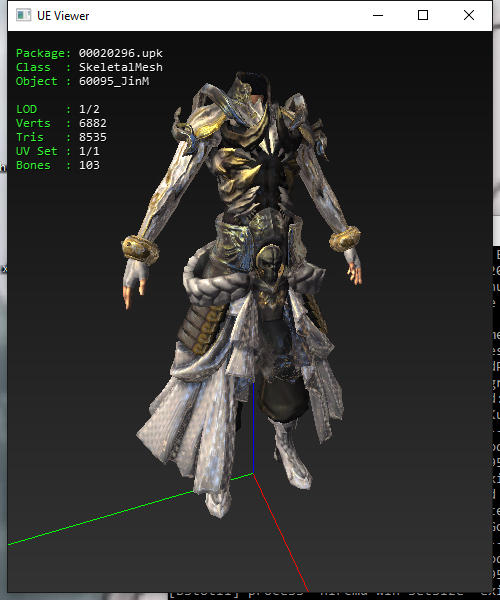 UE Viewer
Package: 00020296.upk
Class : SkeletalMesh
Object : 60095_JinM
LOD : 1/2
Verts : 6882
Tris : 8535
UV Set : 1/1
Bones : 103